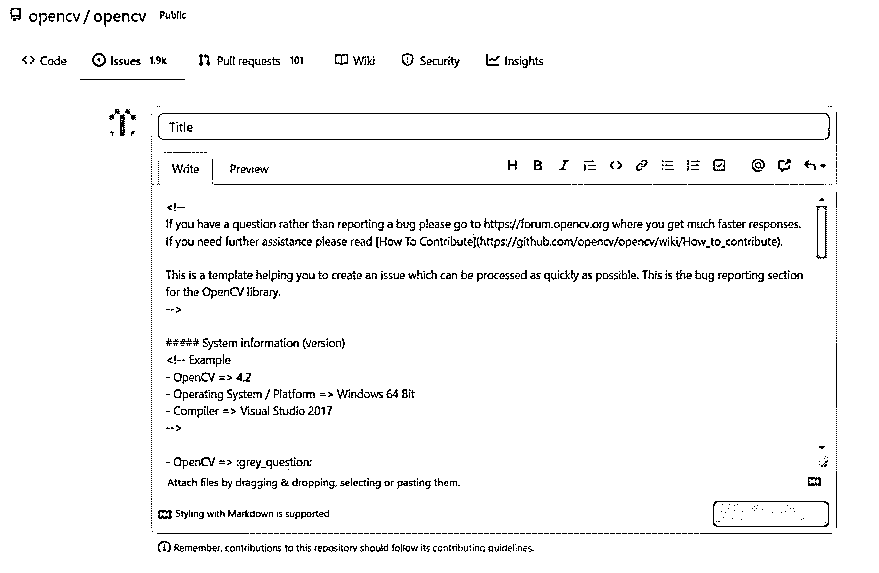 opencv / opencv Public
Code Issues 1.9k Pull requests 101 Wiki Security Insights
Title
Write Preview
<!--
If you have a question rather than reporting a bug please go to https://forum.opencv.org where you get much faster responses.
If you need further assistance please read [How To Contribute](https://github.com/opencv/opencv/wiki/How_to_contribute).
This is a template helping you to create an issue which can be processed as quickly as possible. This is the bug reporting section
for the OpenCV library.
-->
##### System information (version)
<!-- Example
- OpenCV => 4.2
- Operating System / Platform => Windows 64 Bit
- Compiler => Visual Studio 2017
-->
- OpenCV => :grey_question:
Attach files by dragging & dropping, selecting or pasting them.
Styling with Markdown is supported
Remember, contributions to this repository should follow its contributing guidelines.